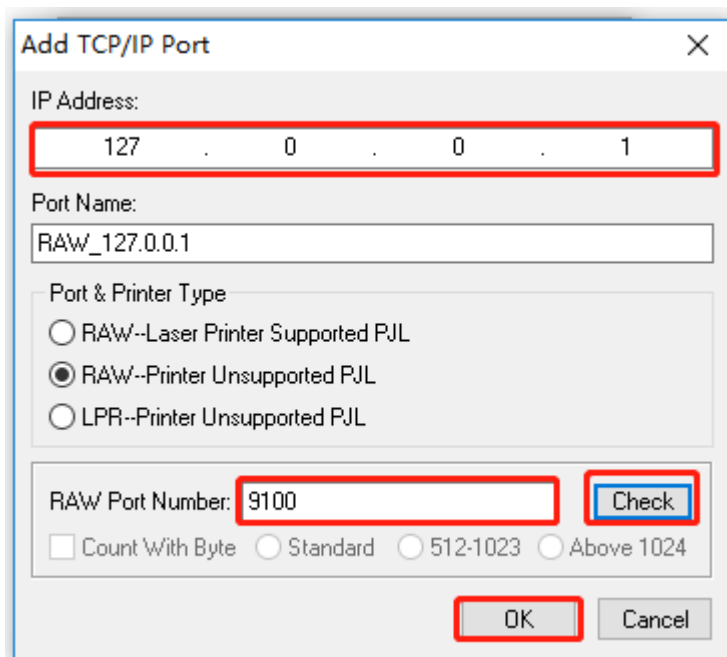 Add TCP/IP Port
IP Address:
127 . 0 . 0 . 1
Port Name:
RAW_127.0.0.1
Port & Printer Type
RAW--Laser Printer Supported PJL
RAW--Printer Unsupported PJL
LPR--Printer Unsupported PJL
RAW Port Number: 9100 Check
Count With Byte Standard 512-1023 Above 1024
OK Cancel